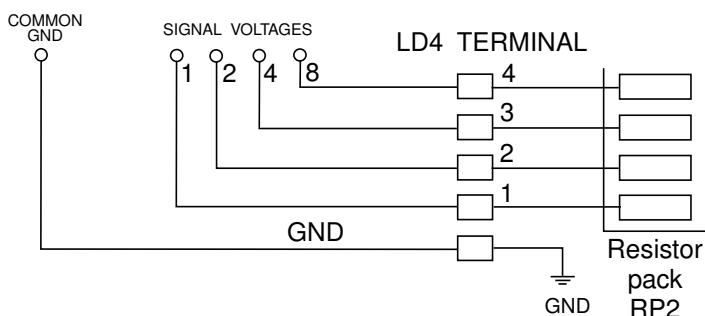 COMMON
GND
SIGNAL VOLTAGES
LD4 TERMINAL
1
2
4
8
4
3
2
1
GND
GND
Resistor
pack
RP2